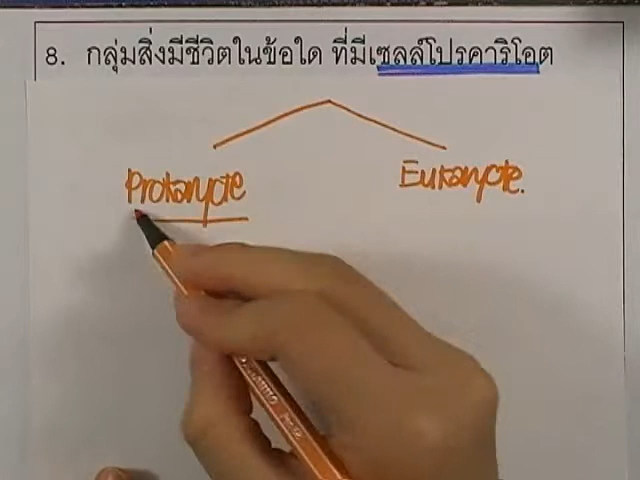 8. กลุ่มสิ่งมีชีวิตในข้อใด ที่มีเซลล์โปรคาริโอต
Prokaryote Eukaryote.